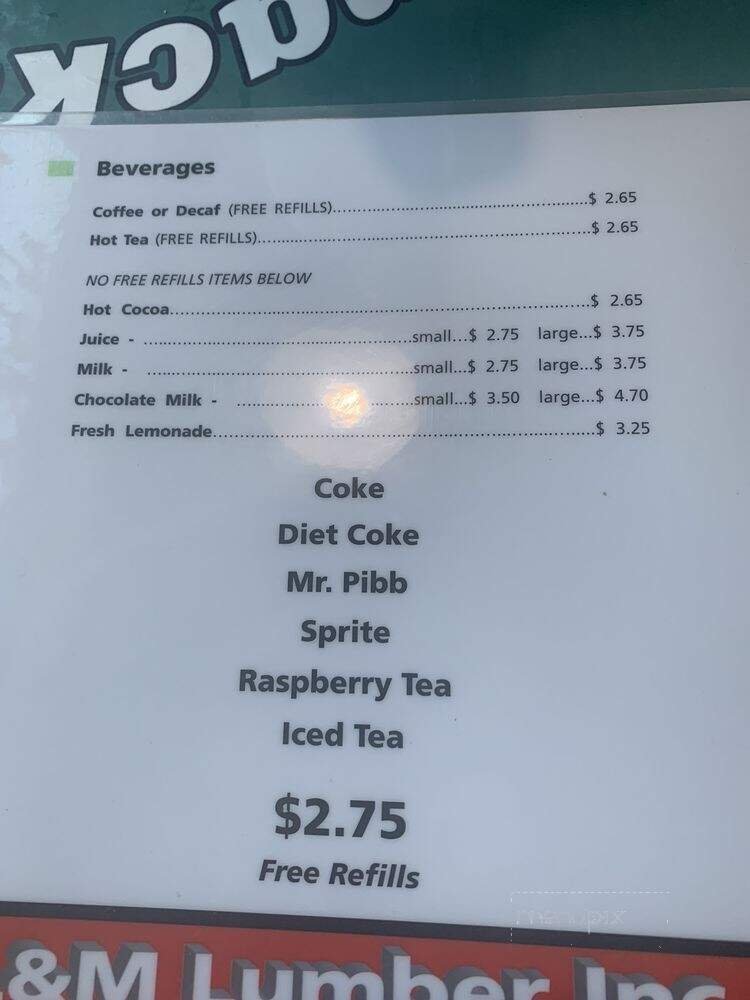 Beverages
Coffee or Decaf (FREE REFILLS)....................................................$ 2.65
Hot Tea (FREE REFILLS)....................................................$ 2.65
NO FREE REFILLS ITEMS BELOW
Hot Cocoa....................................................$ 2.65
Juice - ....................................small...$ 2.75 large...$ 3.75
Milk - ....................................small...$ 2.75 large...$ 3.75
Chocolate Milk - ........................small...$ 3.50 large...$ 4.70
Fresh Lemonade....................................................$ 3.25
Coke
Diet Coke
Mr. Pibb
Sprite
Raspberry Tea
Iced Tea
$2.75
Free Refills
menupix
&M Lumber Inc